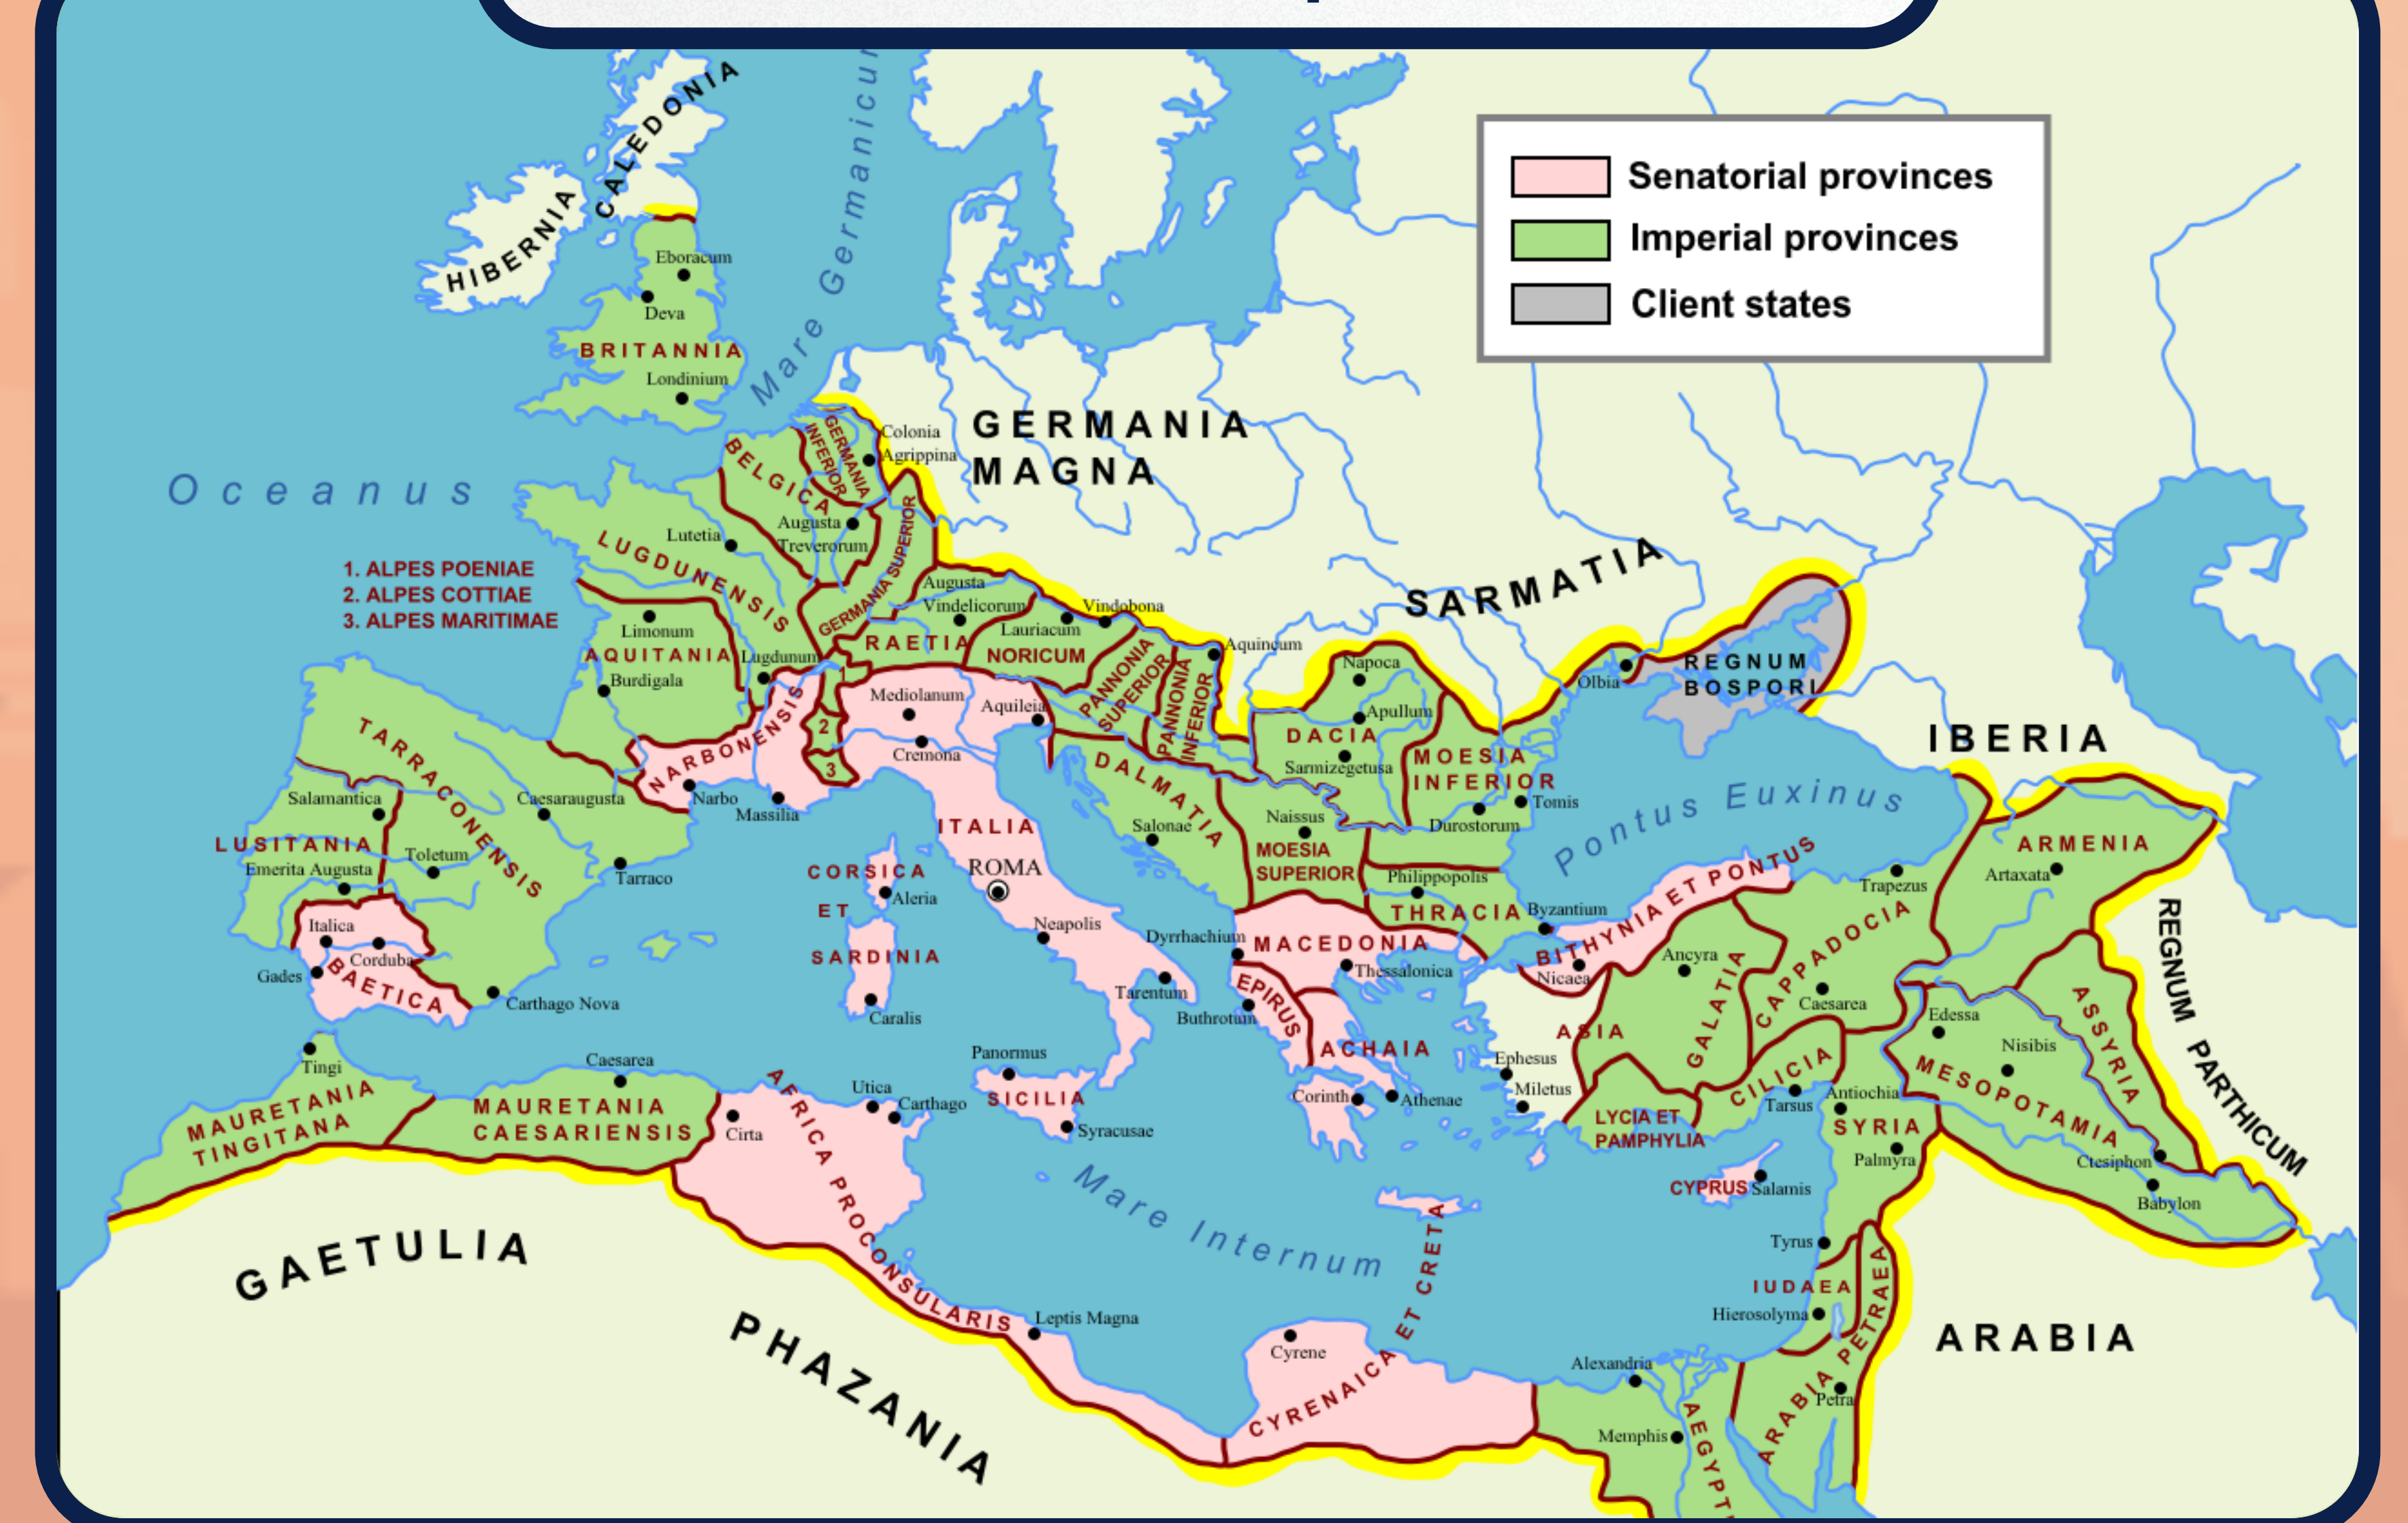 Senatorial provinces
Imperial provinces
Client states
CALEDONIA
HIBERNIA
Mare Germanicum
Eboracum
Deva
BRITANNIA
Londinium
Oceanus
GERMANIA
MAGNA
SARMATIA
1. ALPES POENIAE
2. ALPES COTTIAE
3. ALPES MARITIMAE
GERMANIA
INFERIOR
Colonia
Agrippina
BELGICA
Augusta
Treverorum
Lutetia
LUGDUNENSIS
GERMANIA SUPERIOR
Augusta
Vindelicorum
RAETIA
Lauriacum
Vindobona
NORICUM
Aquincum
PANNONIA
SUPERIOR
PANNONIA
INFERIOR
Limonum
AQUITANIA
Burdigala
Lugdunum
NARBONENSIS
Narbo
Massilia
1
2
3
Mediolanum
Aquileia
Cremona
ITALIA
ROMA
Neapolis
Tarentum
CORSICA
ET
SARDINIA
Aleria
Caralis
Panormus
SICILIA
Syracusae
TARRACONENSIS
Salamantica
Caesaraugusta
LUSITANIA
Emerita Augusta
Toletum
Tarraco
Italica
Corduba
Gades
BAETICA
Carthago Nova
Tingi
MAURETANIA
TINGITANA
Caesarea
MAURETANIA
CAESARIENSIS
Cirta
Utica
Carthago
AFRICA PROCONSULARIS
Leptis Magna
GAETULIA
PHAZANIA
Mare Internum
Napoca
Apullum
DACIA
Sarmizegetusa
MOESIA
INFERIOR
Tomis
Durostorum
DALMATIA
Salonae
Naissus
MOESIA
SUPERIOR
Philippopolis
THRACIA
Byzantium
Dyrrhachium
MACEDONIA
Thessalonica
EPIRUS
Buthrotum
ACHAIA
Corinth
Athenae
Olbia
REGNUM
BOSPORI
IBERIA
Pontus Euxinus
BITHYNIA ET PONTUS
Nicaea
Ancyra
GALATIA
ASIA
Ephesus
Miletus
LYCIA ET
PAMPHYLIA
CAPPADOCIA
Caesarea
Trapezus
CILICIA
Tarsus
ARMENIA
Artaxata
REGNUM PARTHICUM
ASSYRIA
Edessa
Nisibis
MESOPOTAMIA
Ctesiphon
Babylon
Antiochia
SYRIA
Palmyra
CYPRUS
Salamis
Tyrus
IUDAEA
Hierosolyma
ARABIA PETRAEA
Petra
ARABIA
CYRENAICA ET CRETA
Cyrene
Alexandria
Memphis
AEGYPT